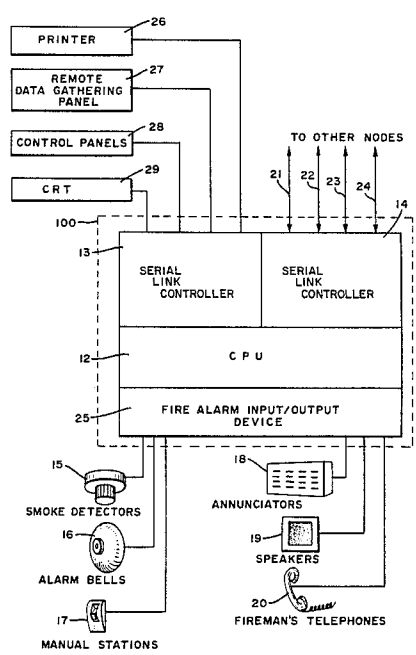 26
PRINTER
27
REMOTE
DATA GATHERING
PANEL
28
CONTROL PANELS
29
CRT
TO OTHER NODES
21
22
23
24
100
13
14
SERIAL
LINK
CONTROLLER
SERIAL
LINK
CONTROLLER
12
CPU
25
FIRE ALARM INPUT/OUTPUT
DEVICE
15
SMOKE DETECTORS
16
ALARM BELLS
17
MANUAL STATIONS
18
ANNUNCIATORS
19
SPEAKERS
20
FIREMAN'S TELEPHONES